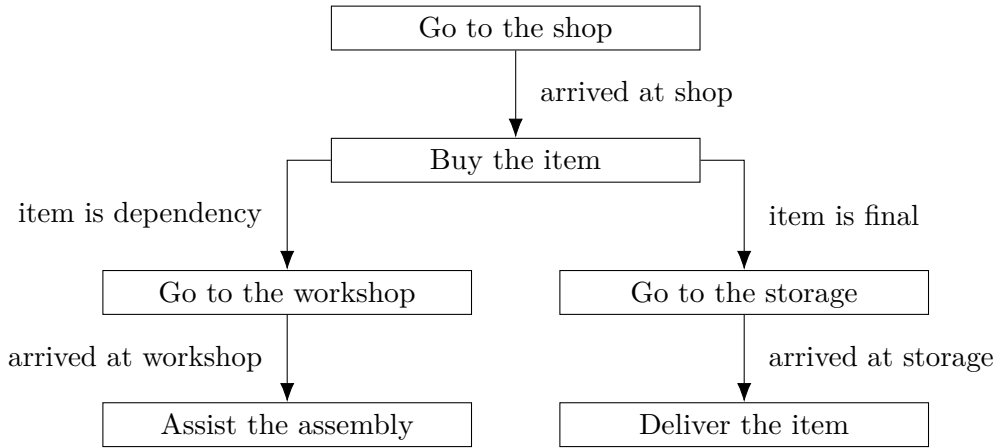 Go to the shop
arrived at shop
Buy the item
item is dependency
item is final
Go to the workshop
Go to the storage
arrived at workshop
arrived at storage
Assist the assembly
Deliver the item